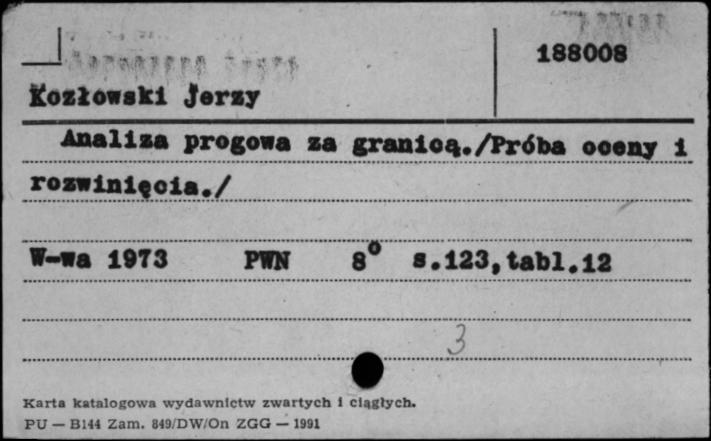 188008
Kozłowski Jerzy
Analiza progowa za granicą./Próba oceny i
rozwinięcia./
W-wa 1973 PWN 8° s.123,tabl.12
3
Karta katalogowa wydawnictw zwartych i ciągłych.
PU — B144 Zam. 849/DW/On ZGG — 1991